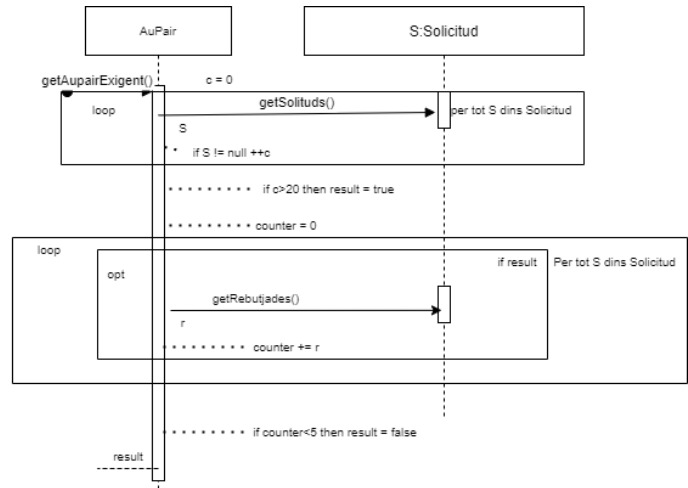 AuPair
S:Solicitud
getAupairExigent()
c = 0
loop
getSolituds()
per tot S dins Solicitud
S
if S != null ++c
if c>20 then result = true
counter = 0
loop
if result
Per tot S dins Solicitud
opt
getRebutjades()
r
counter += r
if counter<5 then result = false
result